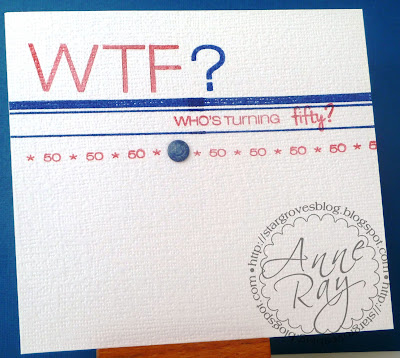 WTF?
WHO'S TURNING fifty?
* 50 * 50 * 50 * 50 * 50 * 50 * 50 * 50 * 5
Anne
Ray
http://stargrovesblog.blogspot.com